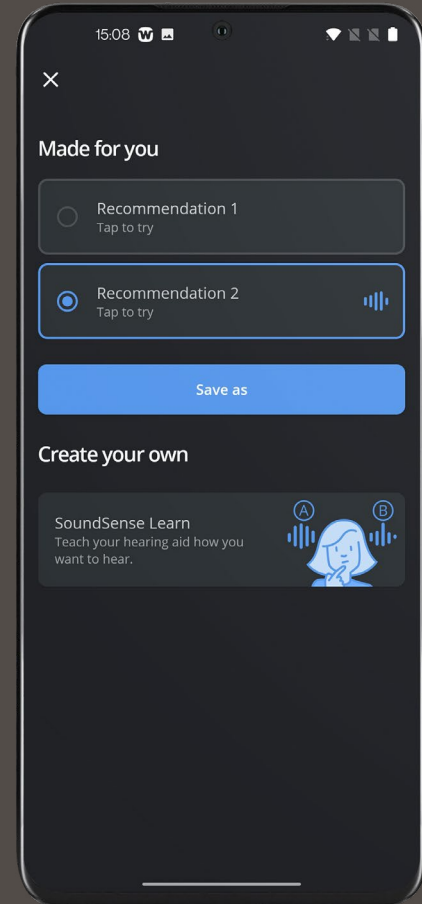 15:08 W
Made for you
Recommendation 1
Tap to try
Recommendation 2
Tap to try
Save as
Create your own
SoundSense Learn
Teach your hearing aid how you
want to hear.
A
B